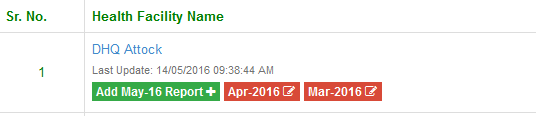 Sr. No. Health Facility Name
DHQ Attock
1
Last Update: 14/05/2016 09:38:44 AM
Add May-16 Report Apr-2016 Mar-2016